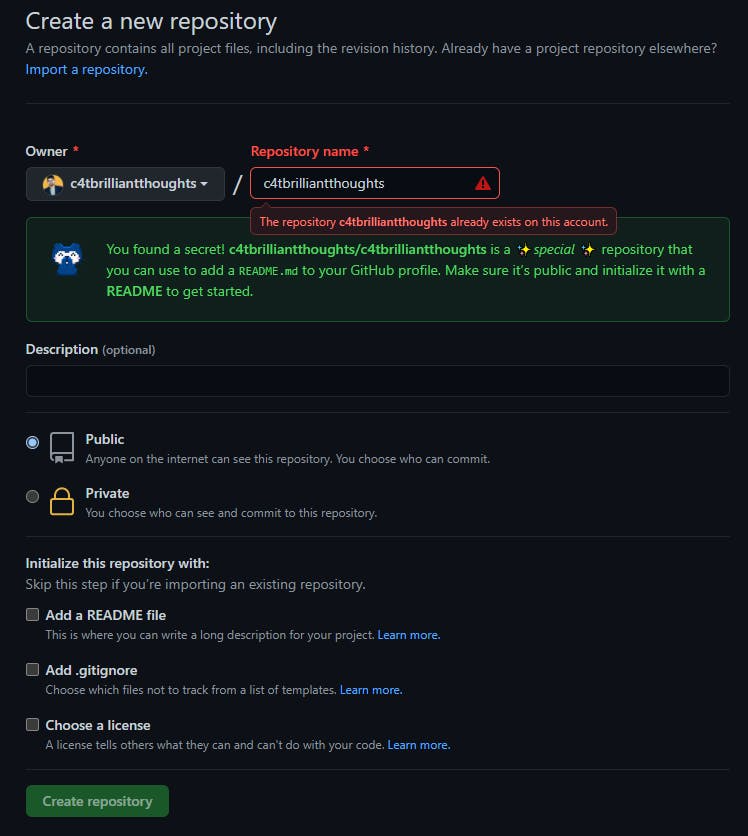 Create a new repository
A repository contains all project files, including the revision history. Already have a project repository elsewhere?
Import a repository.
Owner *
Repository name *
c4tbrilliantthoughts
/
c4tbrilliantthoughts
The repository c4tbrilliantthoughts already exists on this account.
You found a secret! c4tbrilliantthoughts/c4tbrilliantthoughts is a ✨special ✨ repository that
you can use to add a README.md to your GitHub profile. Make sure it’s public and initialize it with a
README to get started.
Description (optional)
Public
Anyone on the internet can see this repository. You choose who can commit.
Private
You choose who can see and commit to this repository.
Initialize this repository with:
Skip this step if you’re importing an existing repository.
Add a README file
This is where you can write a long description for your project. Learn more.
Add .gitignore
Choose which files not to track from a list of templates. Learn more.
Choose a license
A license tells others what they can and can't do with your code. Learn more.
Create repository